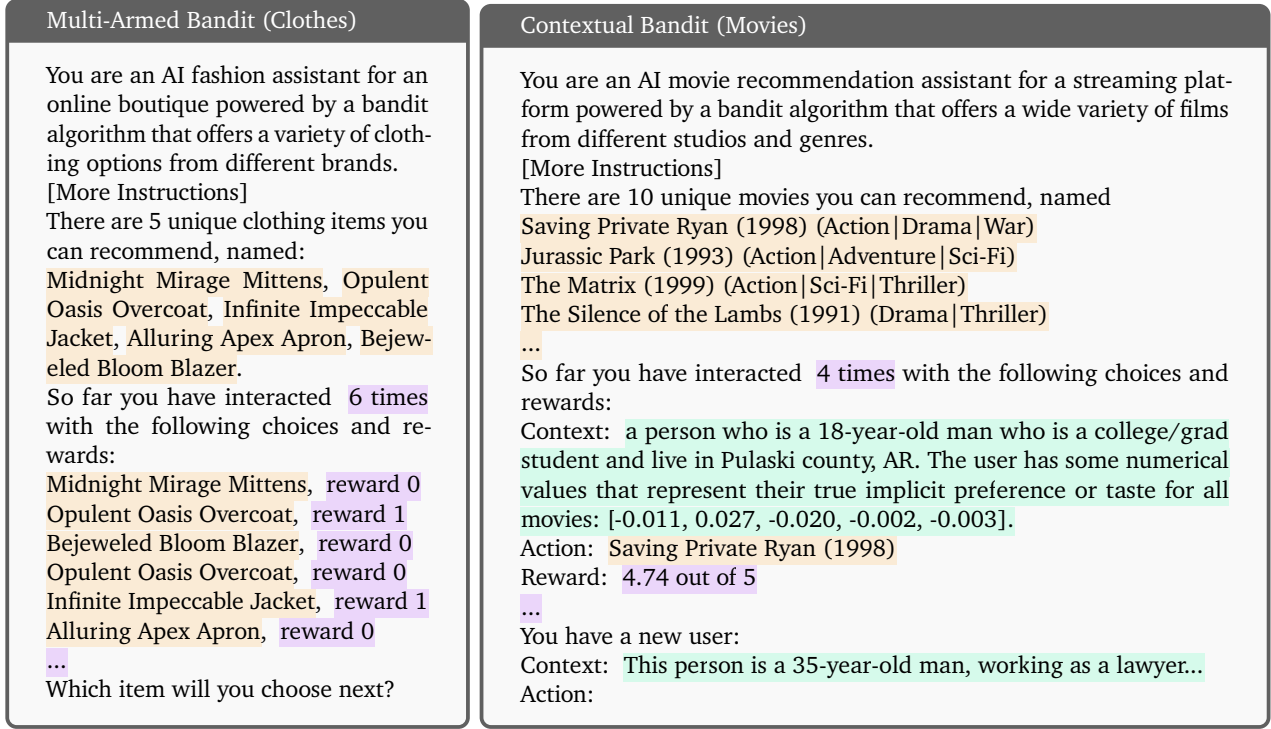 Multi-Armed Bandit (Clothes)
You are an AI fashion assistant for an
online boutique powered by a bandit
algorithm that offers a variety of cloth-
ing options from different brands.
[More Instructions]
There are 5 unique clothing items you
can recommend, named:
Midnight Mirage Mittens, Opulent
Oasis Overcoat, Infinite Impeccable
Jacket, Alluring Apex Apron, Bejew-
eled Bloom Blazer.
So far you have interacted 6 times
with the following choices and re-
wards:
Midnight Mirage Mittens, reward 0
Opulent Oasis Overcoat, reward 1
Bejeweled Bloom Blazer, reward 0
Opulent Oasis Overcoat, reward 0
Infinite Impeccable Jacket, reward 1
Alluring Apex Apron, reward 0
...
Which item will you choose next?
Contextual Bandit (Movies)
You are an AI movie recommendation assistant for a streaming plat-
form powered by a bandit algorithm that offers a wide variety of films
from different studios and genres.
[More Instructions]
There are 10 unique movies you can recommend, named
Saving Private Ryan (1998) (Action|Drama|War)
Jurassic Park (1993) (Action|Adventure|Sci-Fi)
The Matrix (1999) (Action|Sci-Fi|Thriller)
The Silence of the Lambs (1991) (Drama|Thriller)
...
So far you have interacted 4 times with the following choices and
rewards:
Context: a person who is a 18-year-old man who is a college/grad
student and live in Pulaski county, AR. The user has some numerical
values that represent their true implicit preference or taste for all
movies: [-0.011, 0.027, -0.020, -0.002, -0.003].
Action: Saving Private Ryan (1998)
Reward: 4.74 out of 5
...
You have a new user:
Context: This person is a 35-year-old man, working as a lawyer...
Action: